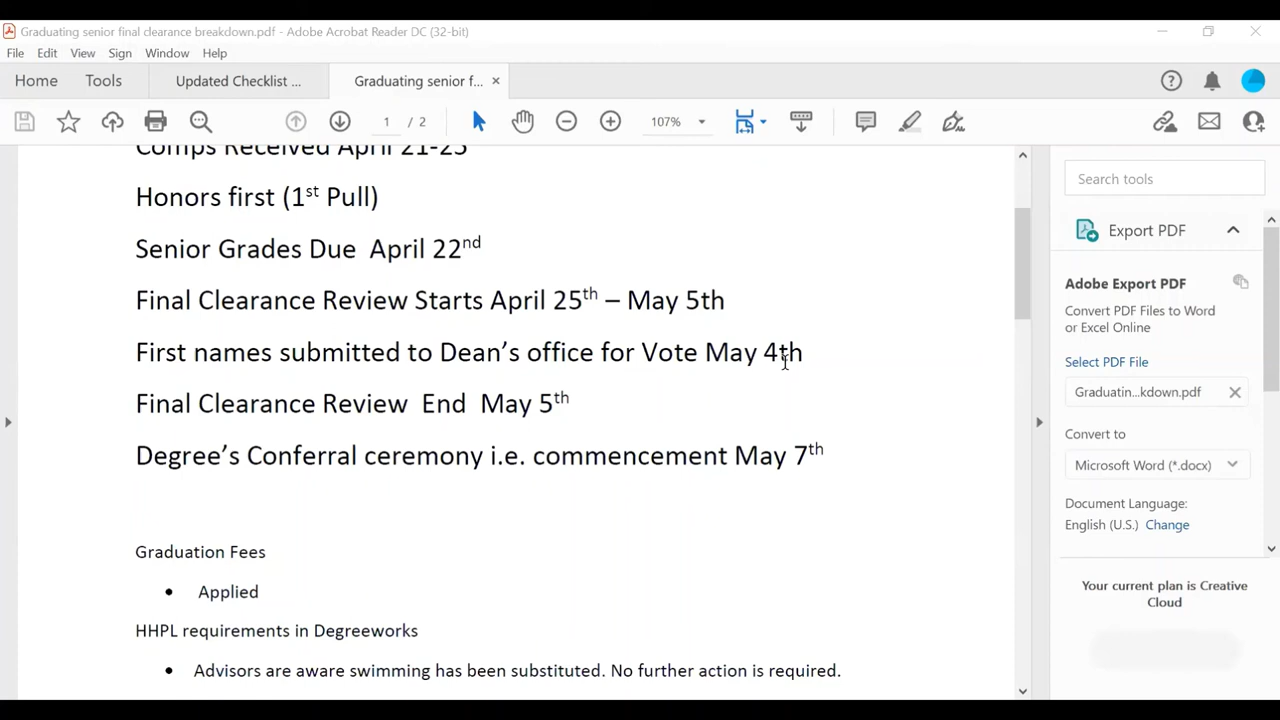 Graduating senior final clearance breakdown.pdf - Adobe Acrobat Reader DC (32-bit)
File Edit View Sign Window Help
Home Tools Updated Checklist ... Graduating senior f... ×
1 / 2 107%
Comps Received April 21-25
Honors first (1st Pull)
Senior Grades Due April 22nd
Final Clearance Review Starts April 25th – May 5th
First names submitted to Dean’s office for Vote May 4th
Final Clearance Review End May 5th
Degree’s Conferral ceremony i.e. commencement May 7th
Graduation Fees
• Applied
HHPL requirements in Degreeworks
• Advisors are aware swimming has been substituted. No further action is required.
Search tools
Export PDF
Adobe Export PDF
Convert PDF Files to Word
or Excel Online
Select PDF File
Graduatin...kdown.pdf
Convert to
Microsoft Word (*.docx)
Document Language:
English (U.S.) Change
Your current plan is Creative
Cloud